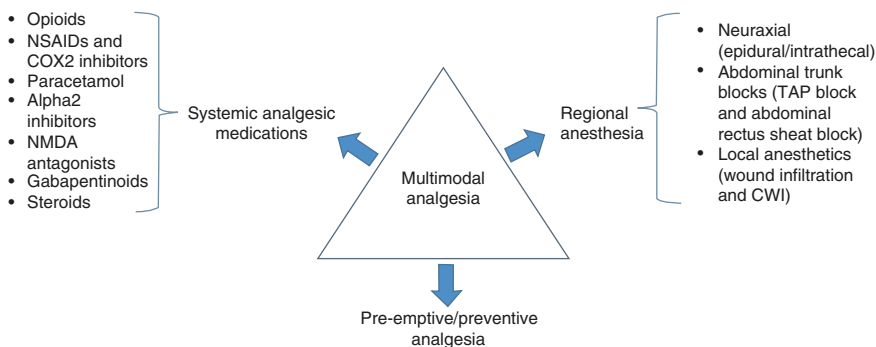 • Opioids
• NSAIDs and
COX2 inhibitors
• Paracetamol
• Alpha2
inhibitors
• NMDA
antagonists
• Gabapentinoids
• Steroids
Systemic analgesic
medications
Multimodal
analgesia
Regional
anesthesia
• Neuraxial
(epidural/intrathecal)
• Abdominal trunk
blocks (TAP block
and abdominal
rectus sheat block)
• Local anesthetics
(wound infiltration
and CWI)
Pre-emptive/preventive
analgesia